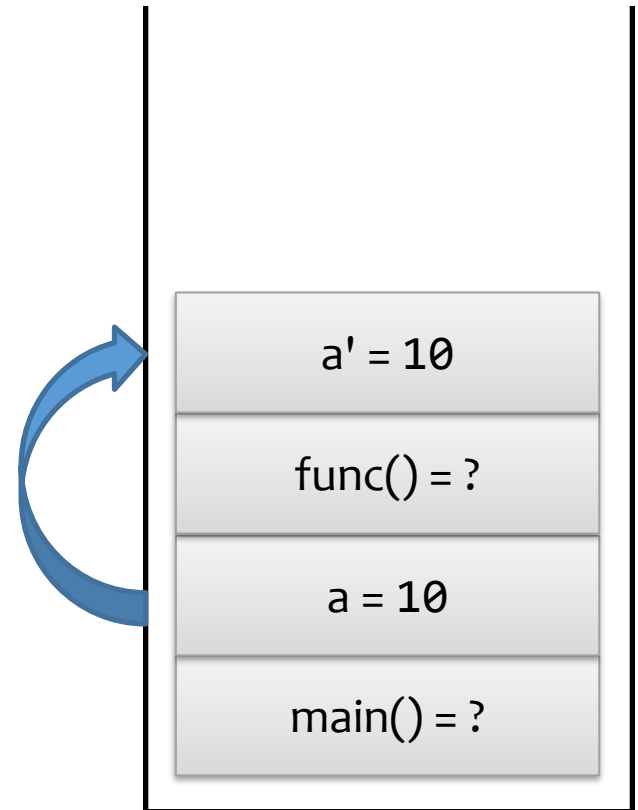 a' = 10
func() = ?
a = 10
main() = ?